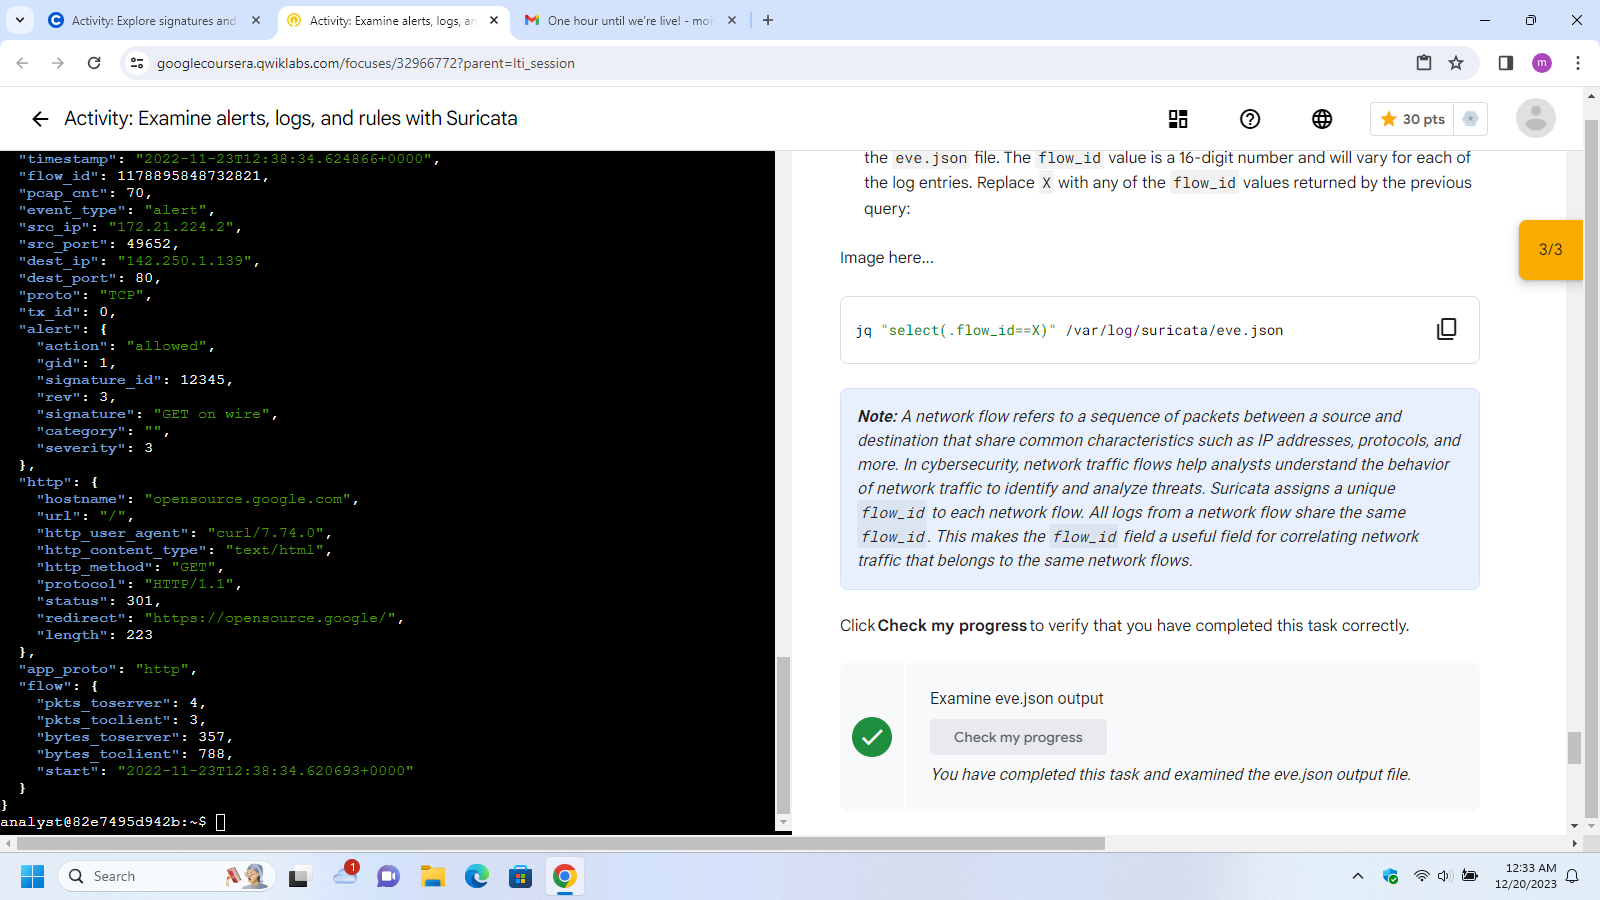 Activity: Explore signatures and
Activity: Examine alerts, logs, an
One hour until we're live! - moi
googlecoursera.qwiklabs.com/focuses/32966772?parent=lti_session
m
Activity: Examine alerts, logs, and rules with Suricata
30 pts
"timestamp": "2022-11-23T12:38:34.624866+0000",
"flow_id": 1178895848732821,
"pcap_cnt": 70,
"event_type": "alert",
"src_ip": "172.21.224.2",
"src_port": 49652,
"dest_ip": "142.250.1.139",
"dest_port": 80,
"proto": "TCP",
"tx_id": 0,
"alert": {
"action": "allowed",
"gid": 1,
"signature_id": 12345,
"rev": 3,
"signature": "GET on wire",
"category": "",
"severity": 3
},
"http": {
"hostname": "opensource.google.com",
"url": "/",
"http_user_agent": "curl/7.74.0",
"http_content_type": "text/html",
"http_method": "GET",
"protocol": "HTTP/1.1",
"status": 301,
"redirect": "https://opensource.google/",
"length": 223
},
"app_proto": "http",
"flow": {
"pkts_toserver": 4,
"pkts_toclient": 3,
"bytes_toserver": 357,
"bytes_toclient": 788,
"start": "2022-11-23T12:38:34.620693+0000"
}
}
analyst@82e7495d942b:~$
the eve.json file. The flow_id value is a 16-digit number and will vary for each of
the log entries. Replace X with any of the flow_id values returned by the previous
query:
3/3
Image here...
jq "select(.flow_id==X)" /var/log/suricata/eve.json
Note: A network flow refers to a sequence of packets between a source and
destination that share common characteristics such as IP addresses, protocols, and
more. In cybersecurity, network traffic flows help analysts understand the behavior
of network traffic to identify and analyze threats. Suricata assigns a unique
flow_id to each network flow. All logs from a network flow share the same
flow_id. This makes the flow_id field a useful field for correlating network
traffic that belongs to the same network flows.
Click Check my progress to verify that you have completed this task correctly.
Examine eve.json output
Check my progress
You have completed this task and examined the eve.json output file.
Search
1
12:33 AM
12/20/2023